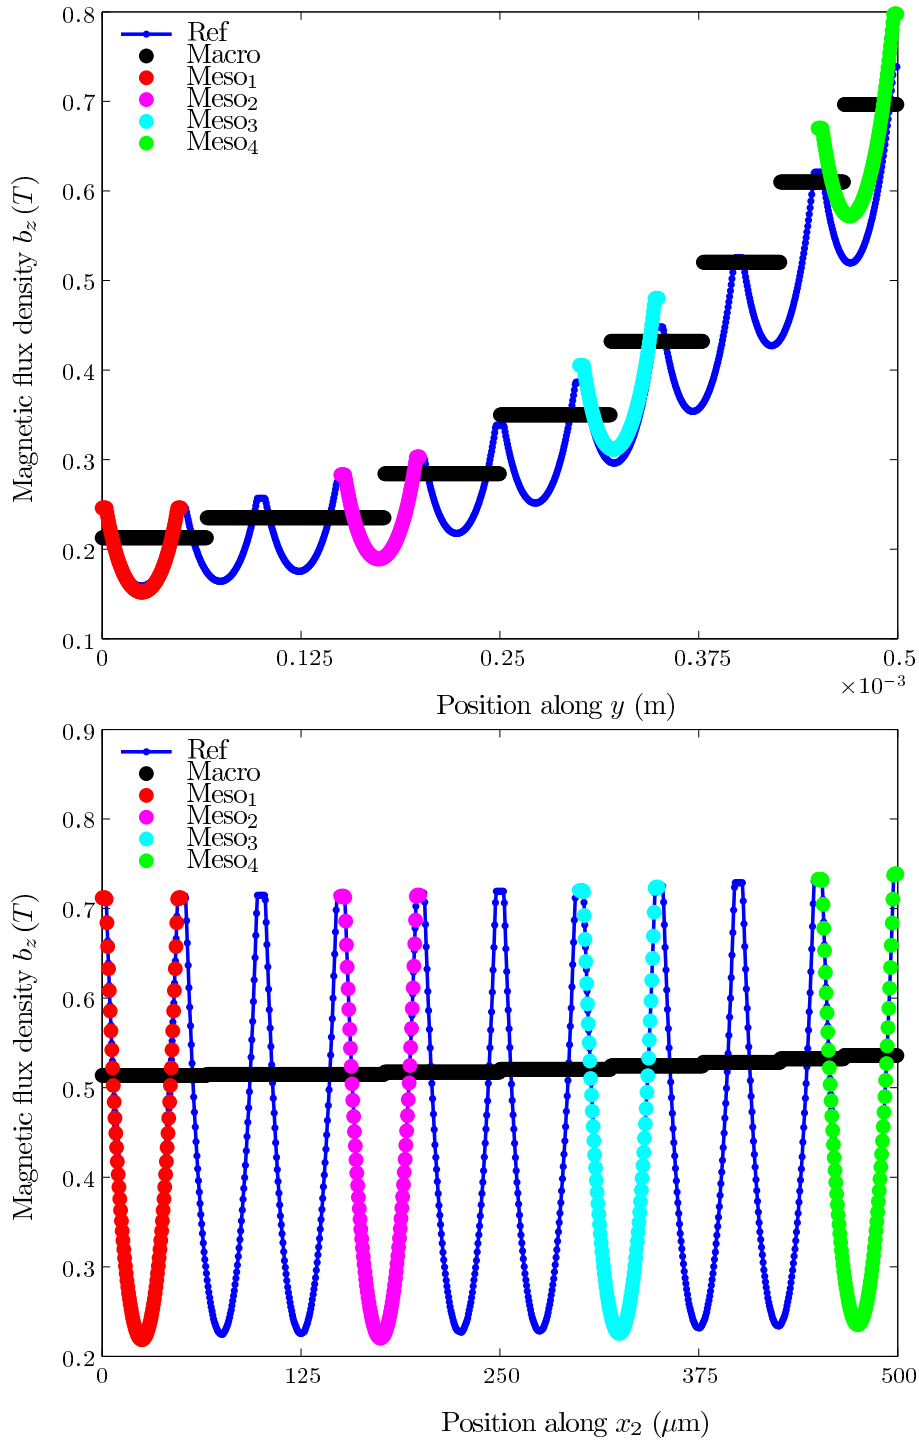 0.8
0.7
0.6
0.5
0.4
0.3
0.2
0.1
Magnetic flux density b_z (T)
Ref
Macro
Meso₁
Meso₂
Meso₃
Meso₄
0 0.125 0.25 0.375 0.5
×10⁻³
Position along y (m)
0.9
0.8
0.7
0.6
0.5
0.4
0.3
0.2
Magnetic flux density b_z (T)
Ref
Macro
Meso₁
Meso₂
Meso₃
Meso₄
0 125 250 375 500
Position along x₂ (μm)